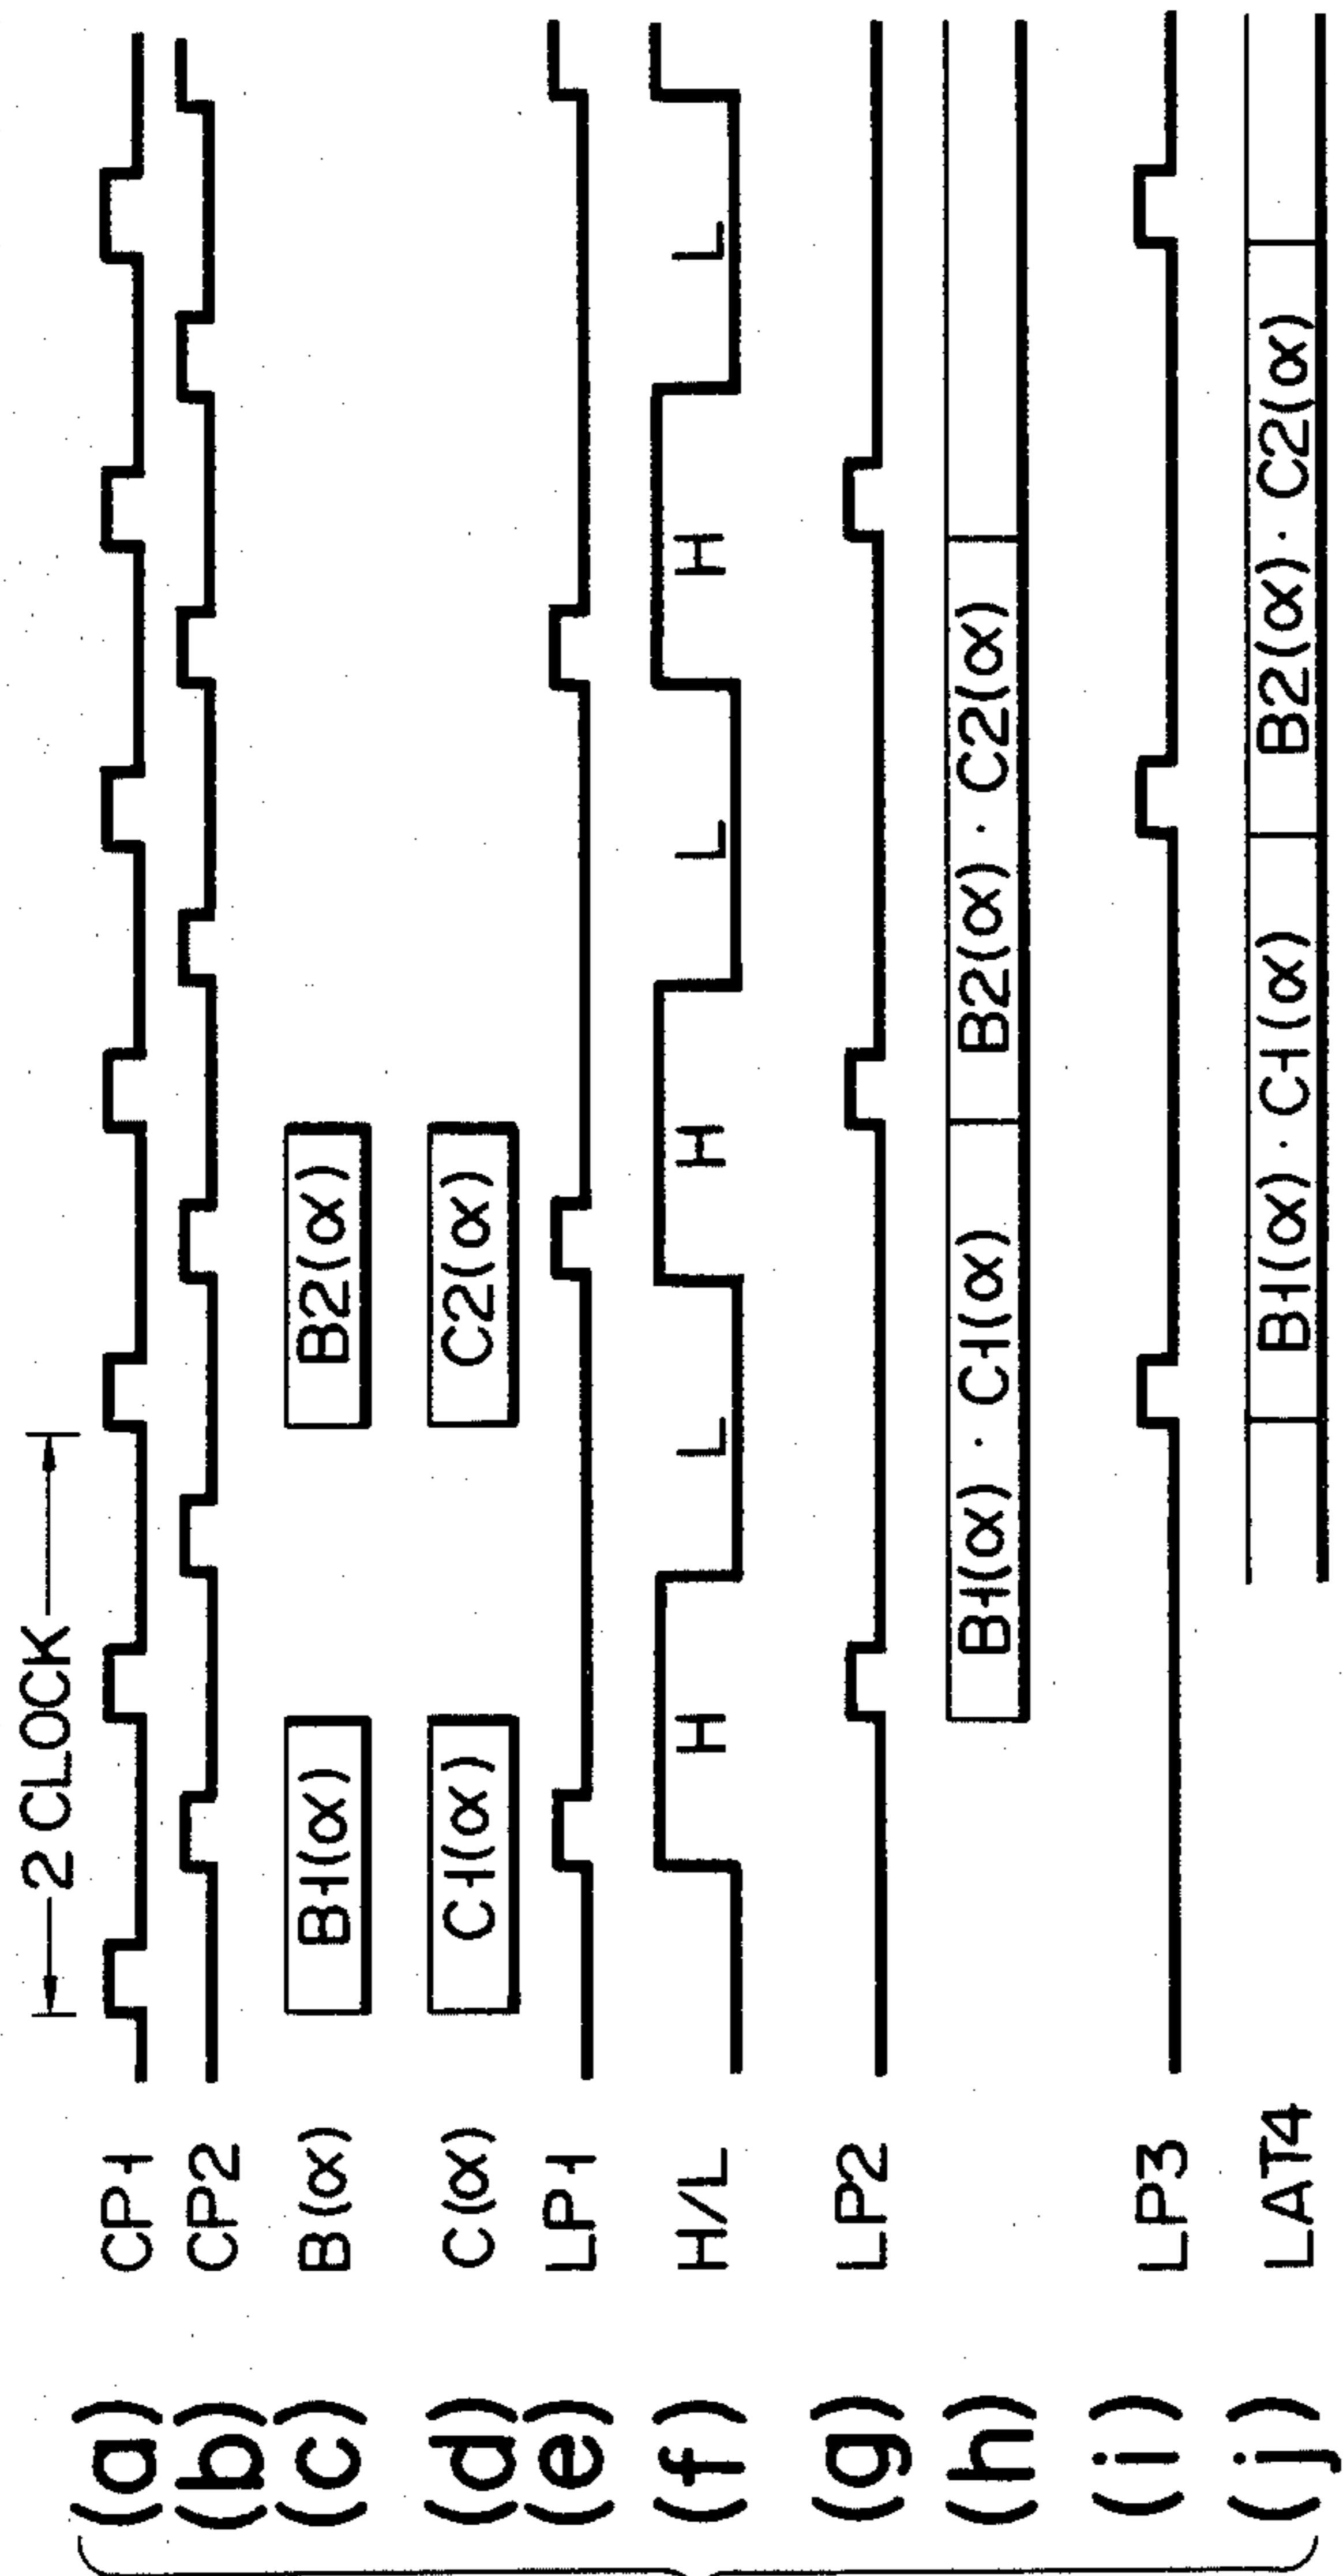 2 CLOCK
(a) CP1
(b) CP2
(c) B(α) B1(α) B2(α)
(d) C(α) C1(α) C2(α)
(e) LP1
(f) H/L H L H L H L
(g) LP2
(h) B1(α) · C1(α) B2(α) · C2(α)
(i) LP3
(j) LAT4 B1(α) · C1(α) B2(α) · C2(α)